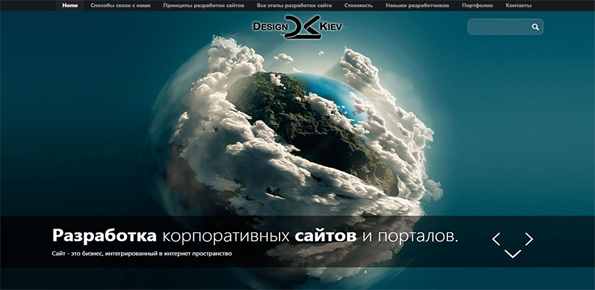 Home Способы связи с нами Принципы разработки сайтов Все этапы разработки сайта Стоимость Навыки разработчиков Портфолио Контакты
Design DK Kiev
Разработка корпоративных сайтов и порталов.
Сайт - это бизнес, интегрированный в интернет пространство